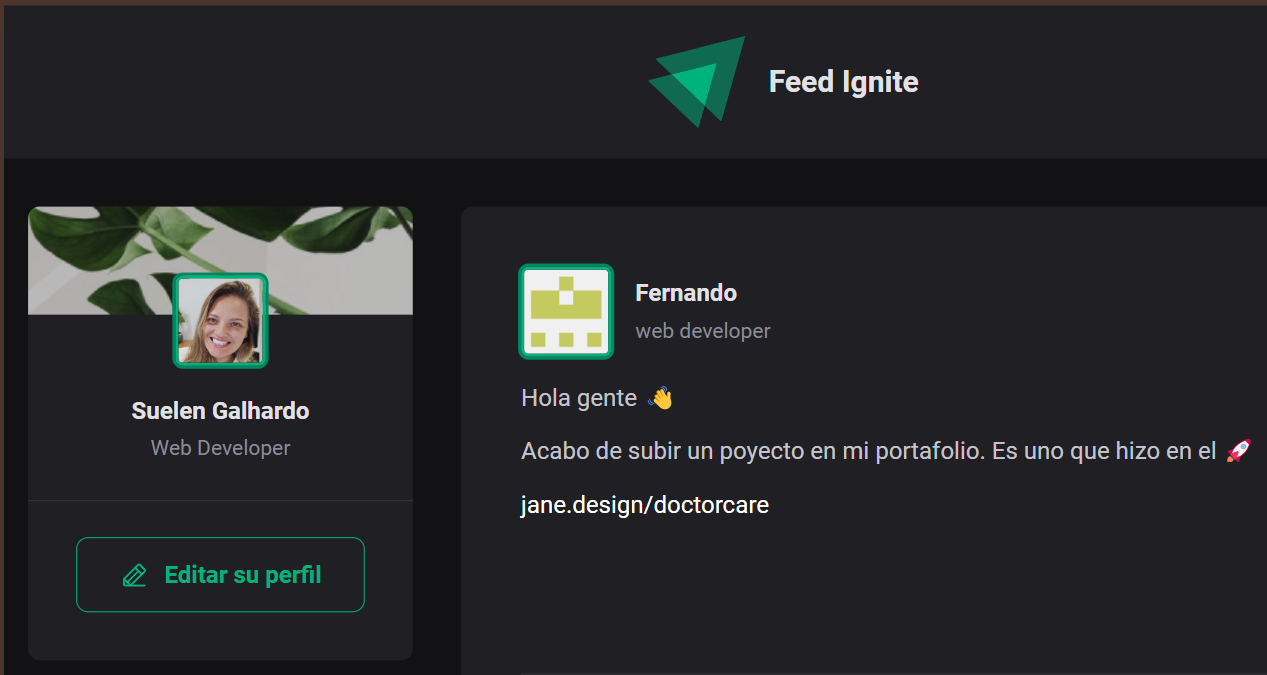 Feed Ignite
Suelen Galhardo
Web Developer
Editar su perfil
Fernando
web developer
Hola gente 👋
Acabo de subir un poyecto en mi portafolio. Es uno que hizo en el 🚀
jane.design/doctorcare